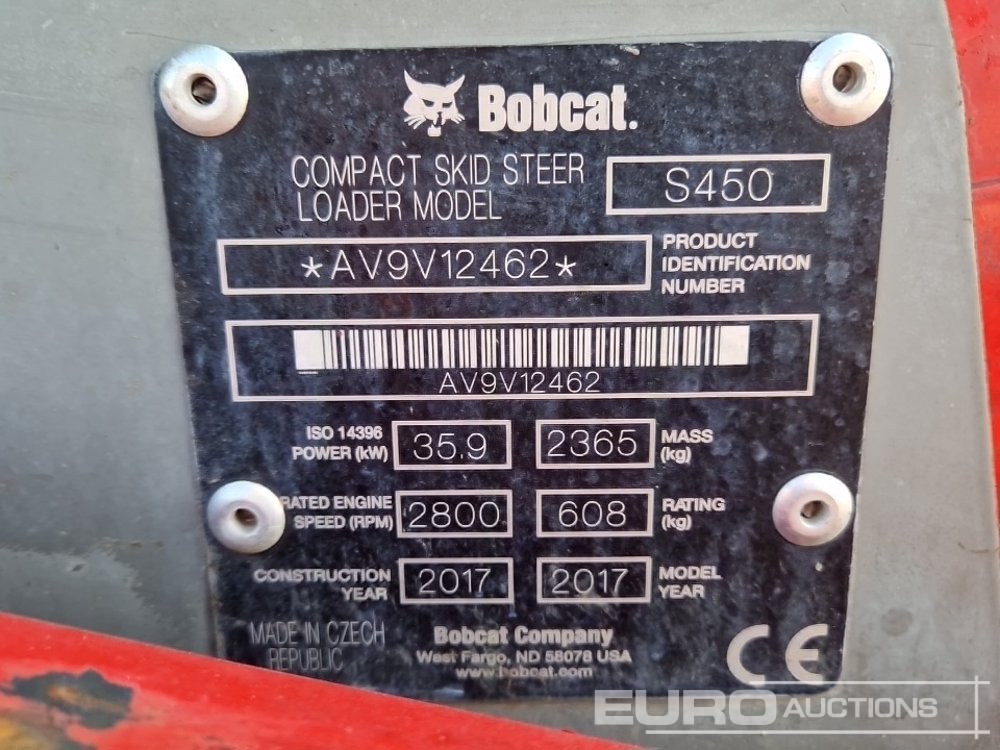 Bobcat.
COMPACT SKID STEER
LOADER MODEL
S450
*AV9V12462*
PRODUCT
IDENTIFICATION
NUMBER
AV9V12462
ISO 14396
POWER (kW)
35.9
2365
MASS
(kg)
RATED ENGINE
SPEED (RPM)
2800
608
RATING
(kg)
CONSTRUCTION
YEAR
2017
2017
MODEL
YEAR
MADE IN CZECH
REPUBLIC
Bobcat Company
West Fargo, ND 58078 USA
www.bobcat.com
CE
EURO AUCTIONS